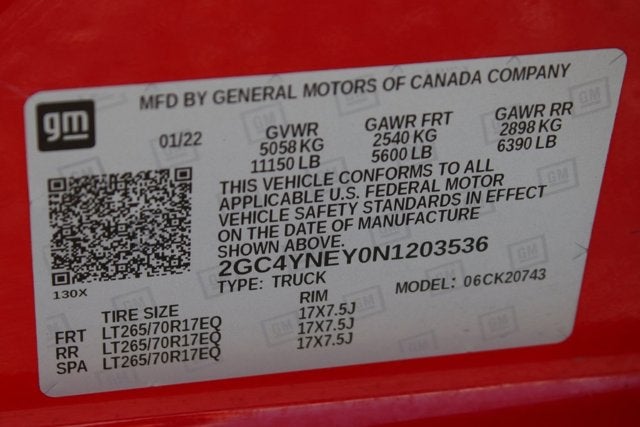 gm
MFD BY GENERAL MOTORS OF CANADA COMPANY
01/22 GVWR GAWR FRT GAWR RR
5058 KG 2540 KG 2898 KG
11150 LB 5600 LB 6390 LB
THIS VEHICLE CONFORMS TO ALL
APPLICABLE U.S. FEDERAL MOTOR
VEHICLE SAFETY STANDARDS IN EFFECT
ON THE DATE OF MANUFACTURE
SHOWN ABOVE.
2GC4YNEY0N1203536
TYPE: TRUCK MODEL: 06CK20743
130X
TIRE SIZE RIM
FRT LT265/70R17EQ 17X7.5J
RR LT265/70R17EQ 17X7.5J
SPA LT265/70R17EQ 17X7.5J